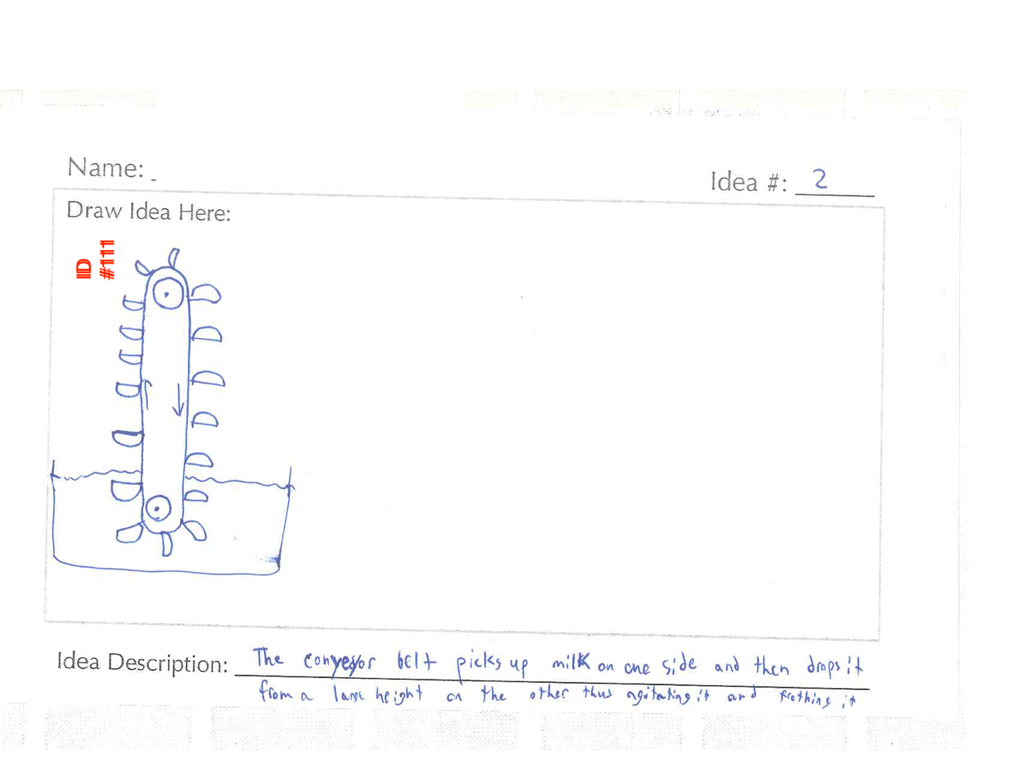 Name:
Idea #: 2
Draw Idea Here:
ID
#111
Idea Description: The conveyor belt picks up milk on one side and then drops it
from a large height on the other thus agitating it and frothing it